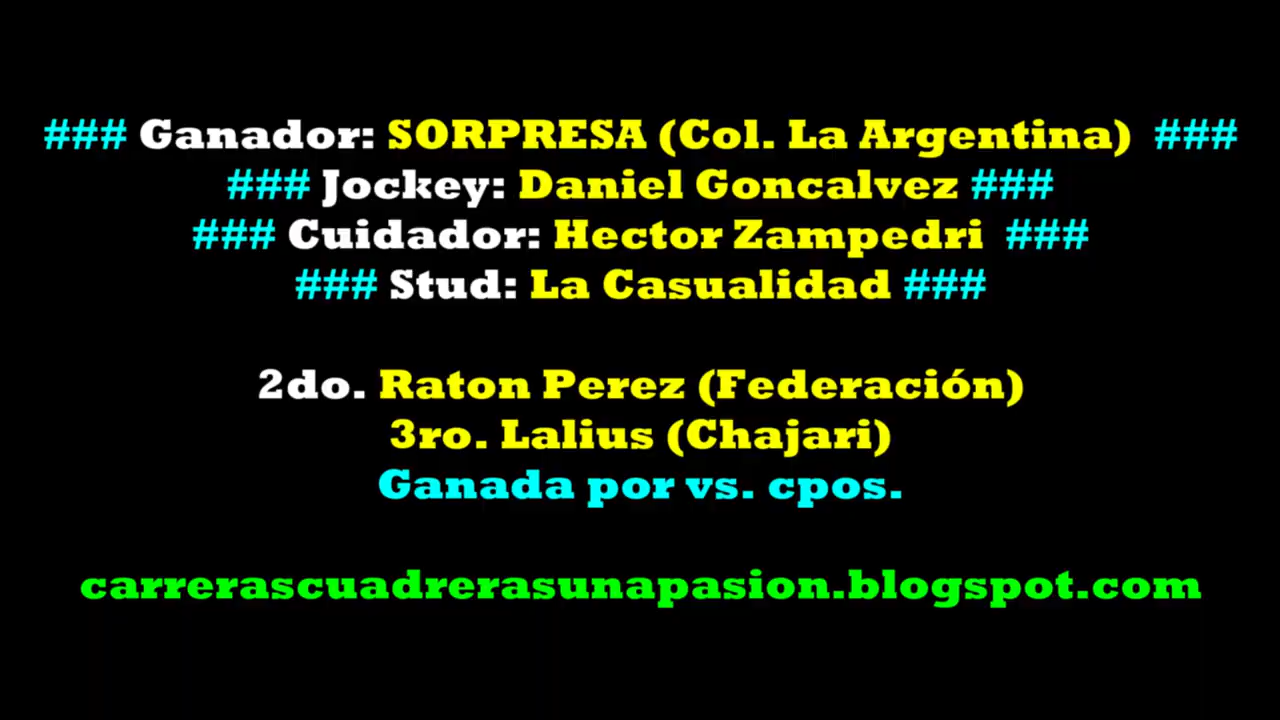 ### Ganador: SORPRESA (Col. La Argentina) ###
### Jockey: Daniel Goncalvez ###
### Cuidador: Hector Zampedri ###
### Stud: La Casualidad ###
2do. Raton Perez (Federación)
3ro. Lalius (Chajari)
Ganada por vs. cpos.
carrerascuadrerasunapasion.blogspot.com